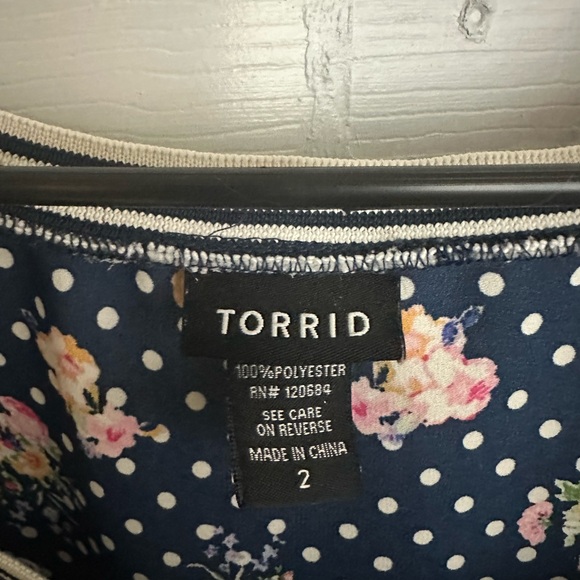 TORRID
100%POLYESTER
RN# 120684
SEE CARE
ON REVERSE
MADE IN CHINA
2